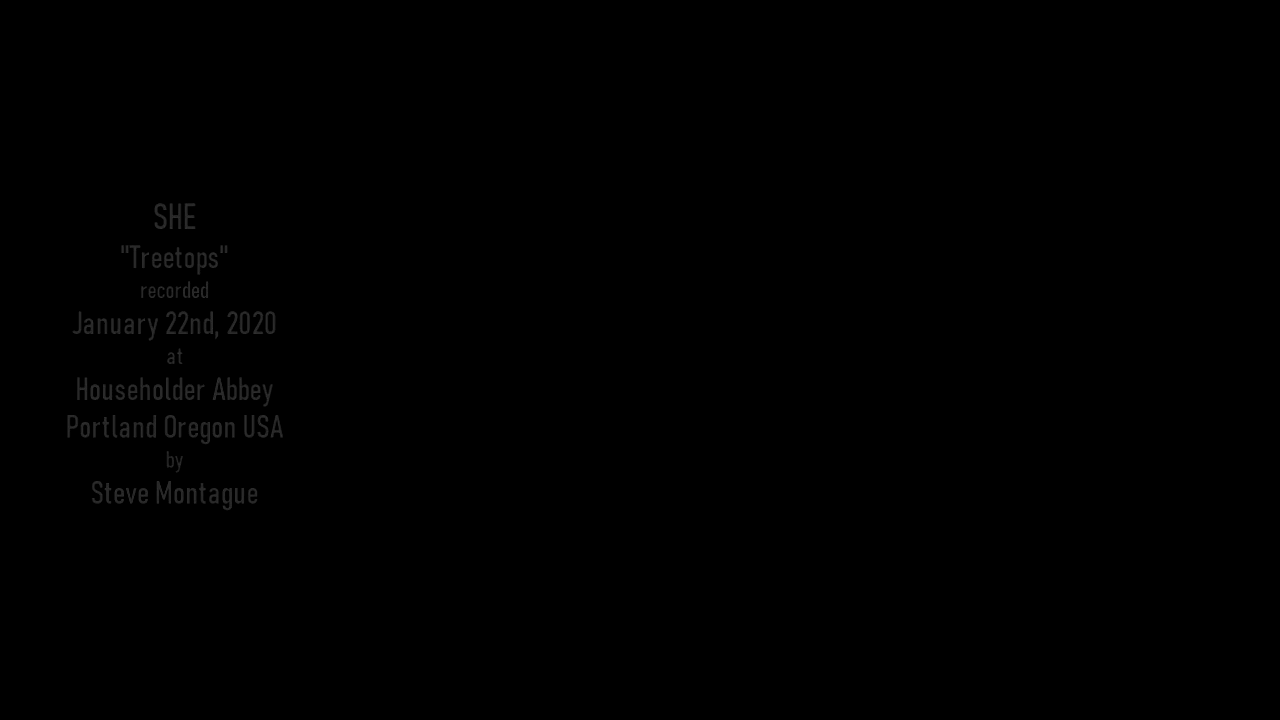 SHE
"Treetops"
recorded
January 22nd, 2020
at
Householder Abbey
Portland Oregon USA
by
Steve Montague